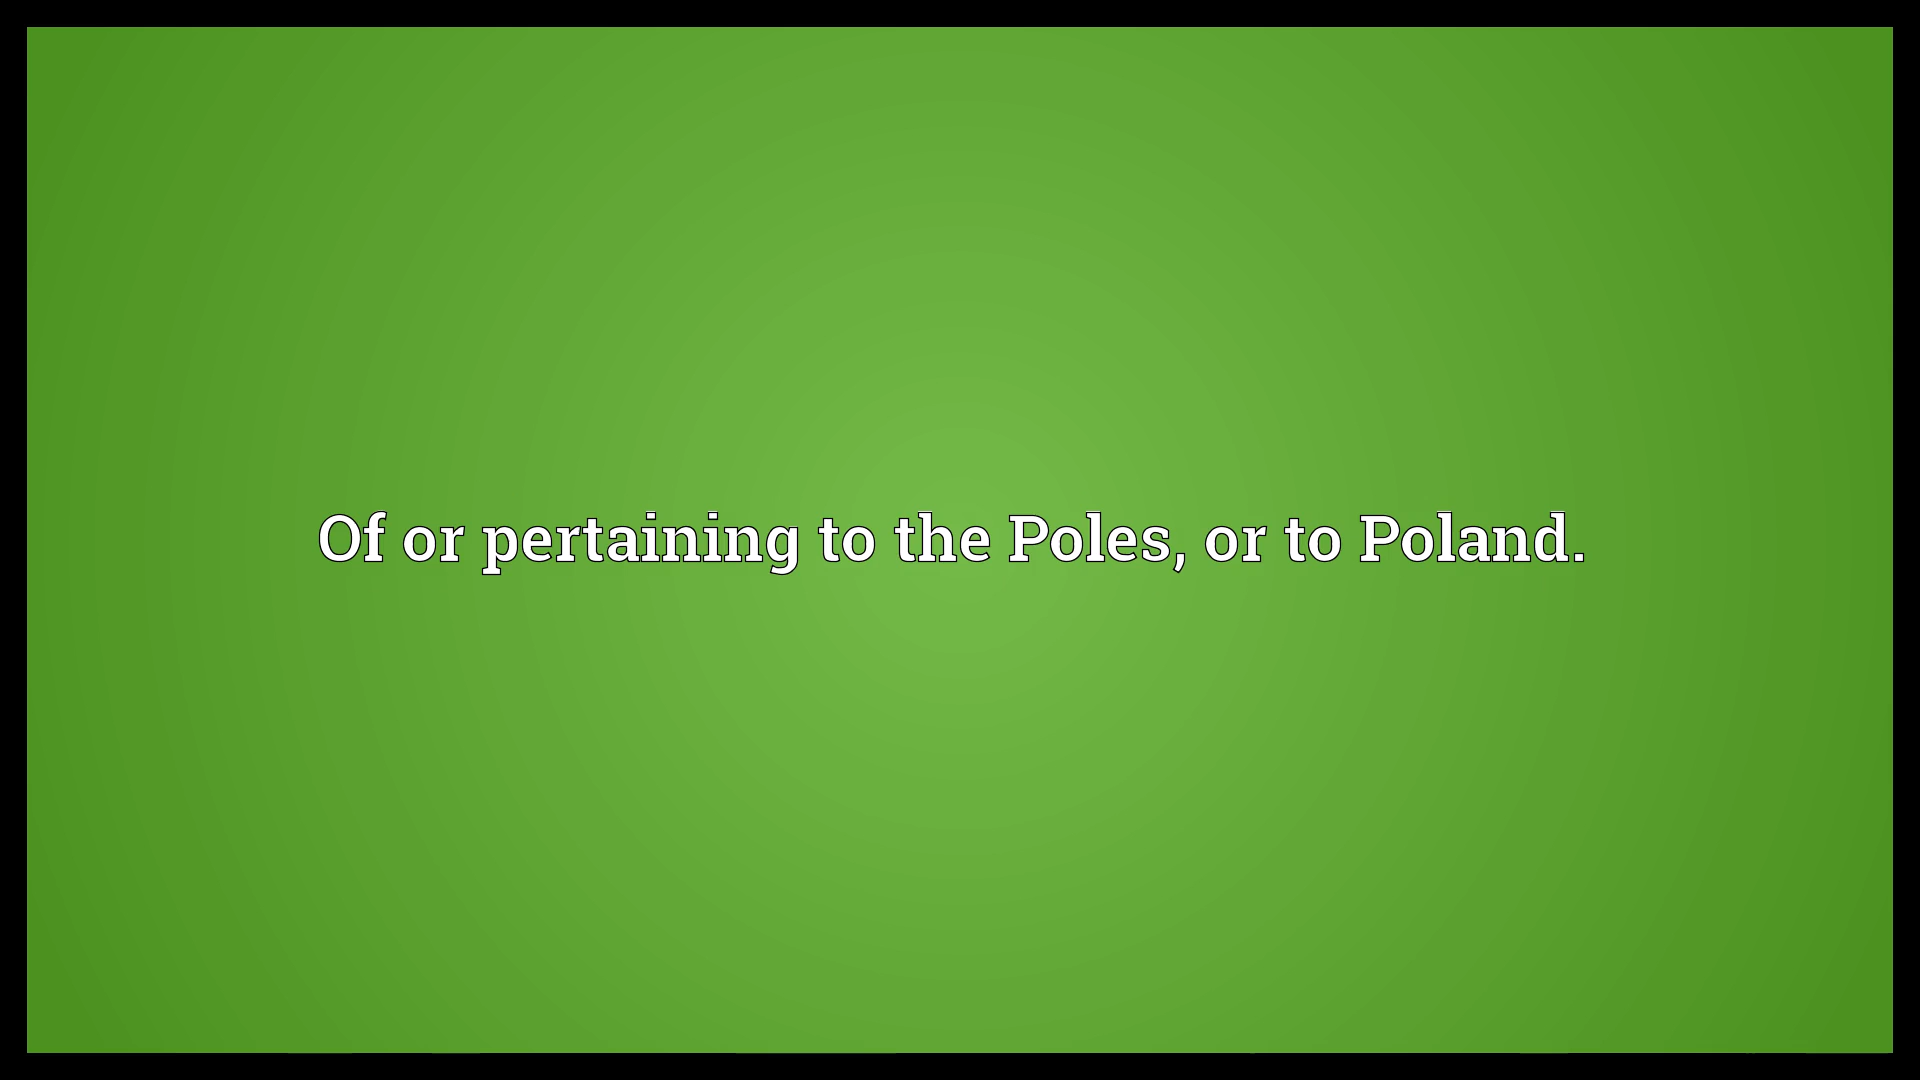 Of or pertaining to the Poles, or to Poland.